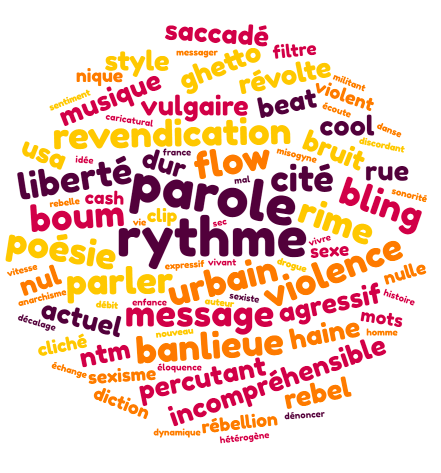 saccadé
messager
filtre
style
ghetto
nique
révolte
militant
sentiment
musique
vulgaire
beat
violent
écoute
caricatural
cool
danse
revendication
bruit
discordant
usa
idée
france
dur
flow
misogyne
rue
liberté
parole
mal
cité
bling
sonorité
rebelle
cash
boum
vie
clip
sec
rime
rythme
vivre
sexe
poésie
vitesse
expressif
vivant
drogue
nul
parler
urbain
violence
nulle
anarchisme
débit
enfance
auteur
sexiste
histoire
actuel
message
agressif
mots
décalage
nouveau
homme
cliché
ntm
banlieue
haine
échange
sexisme
éloquence
percutant
incompréhensible
diction
rebel
dénoncer
rébellion
dynamique
hétérogène